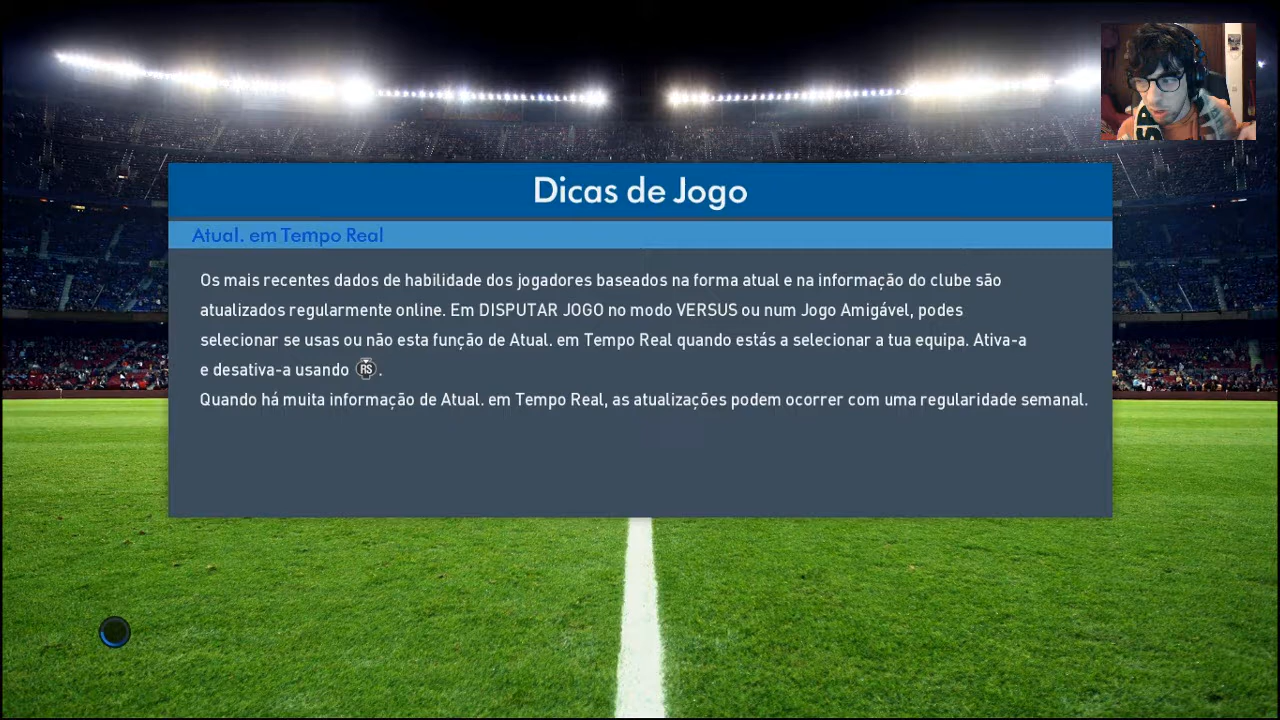 Dicas de Jogo
Atual. em Tempo Real
Os mais recentes dados de habilidade dos jogadores baseados na forma atual e na informação do clube são
atualizados regularmente online. Em DISPUTAR JOGO no modo VERSUS ou num Jogo Amigável, podes
selecionar se usas ou não esta função de Atual. em Tempo Real quando estás a selecionar a tua equipa. Ativa-a
e desativa-a usando RS.
Quando há muita informação de Atual. em Tempo Real, as atualizações podem ocorrer com uma regularidade semanal.